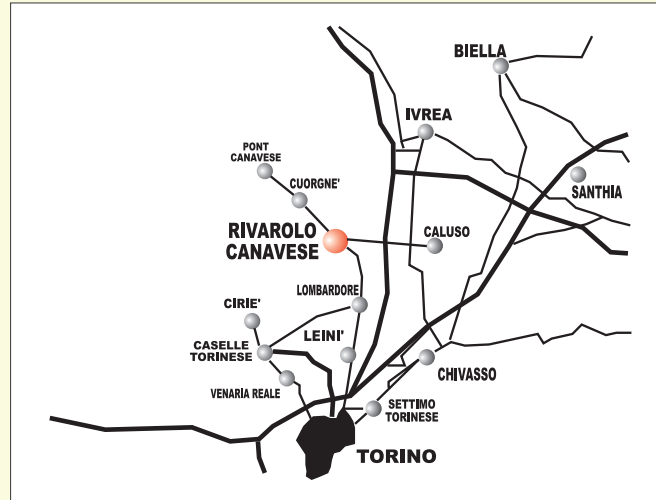 BIELLA
IVREA
PONT
CANAVESE
CUORGNE'
SANTHIA
RIVAROLO
CANAVESE
CALUSO
LOMBARDORE
CIRIE'
LEINI'
CASELLE
TORINESE
CHIVASSO
VENARIA REALE
SETTIMO
TORINESE
TORINO